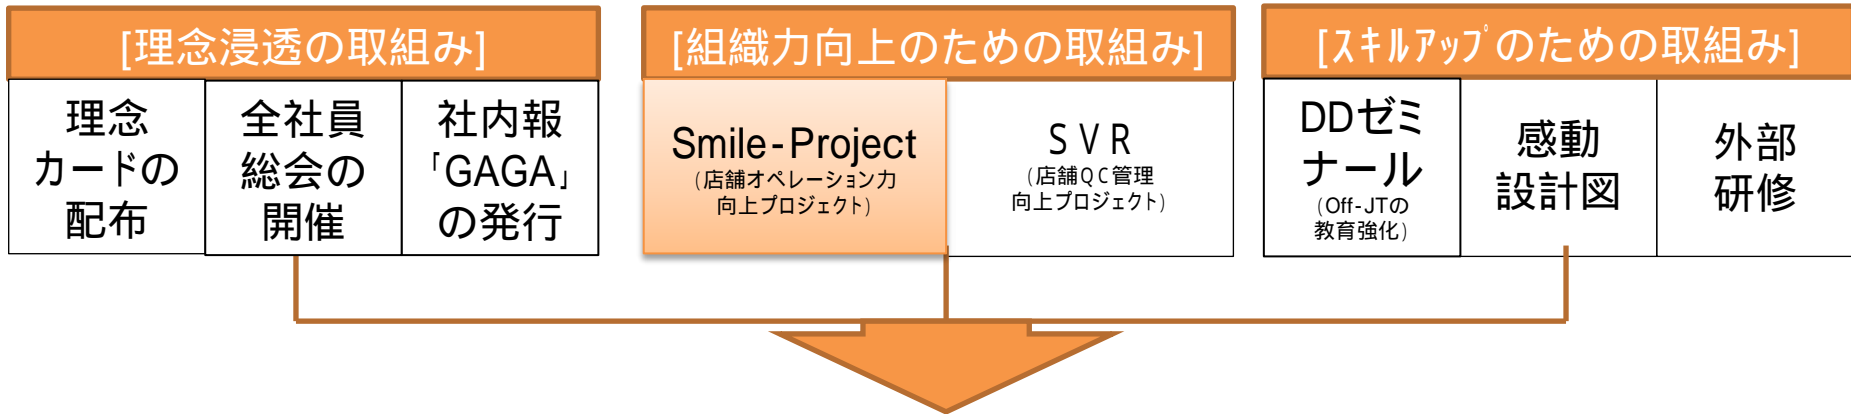 [理念浸透の取組み]
理念
カードの
配布
全社員
総会の
開催
社内報
「GAGA」
の発行
[組織力向上のための取組み]
Smile-Project
(店舗オペレーション力
向上プロジェクト)
ＳＶＲ
(店舗QC管理
向上プロジェクト)
[ｽｷﾙｱｯﾌﾟのための取組み]
DDゼミ
ナール
(Off-JTの
教育強化)
感動
設計図
外部
研修